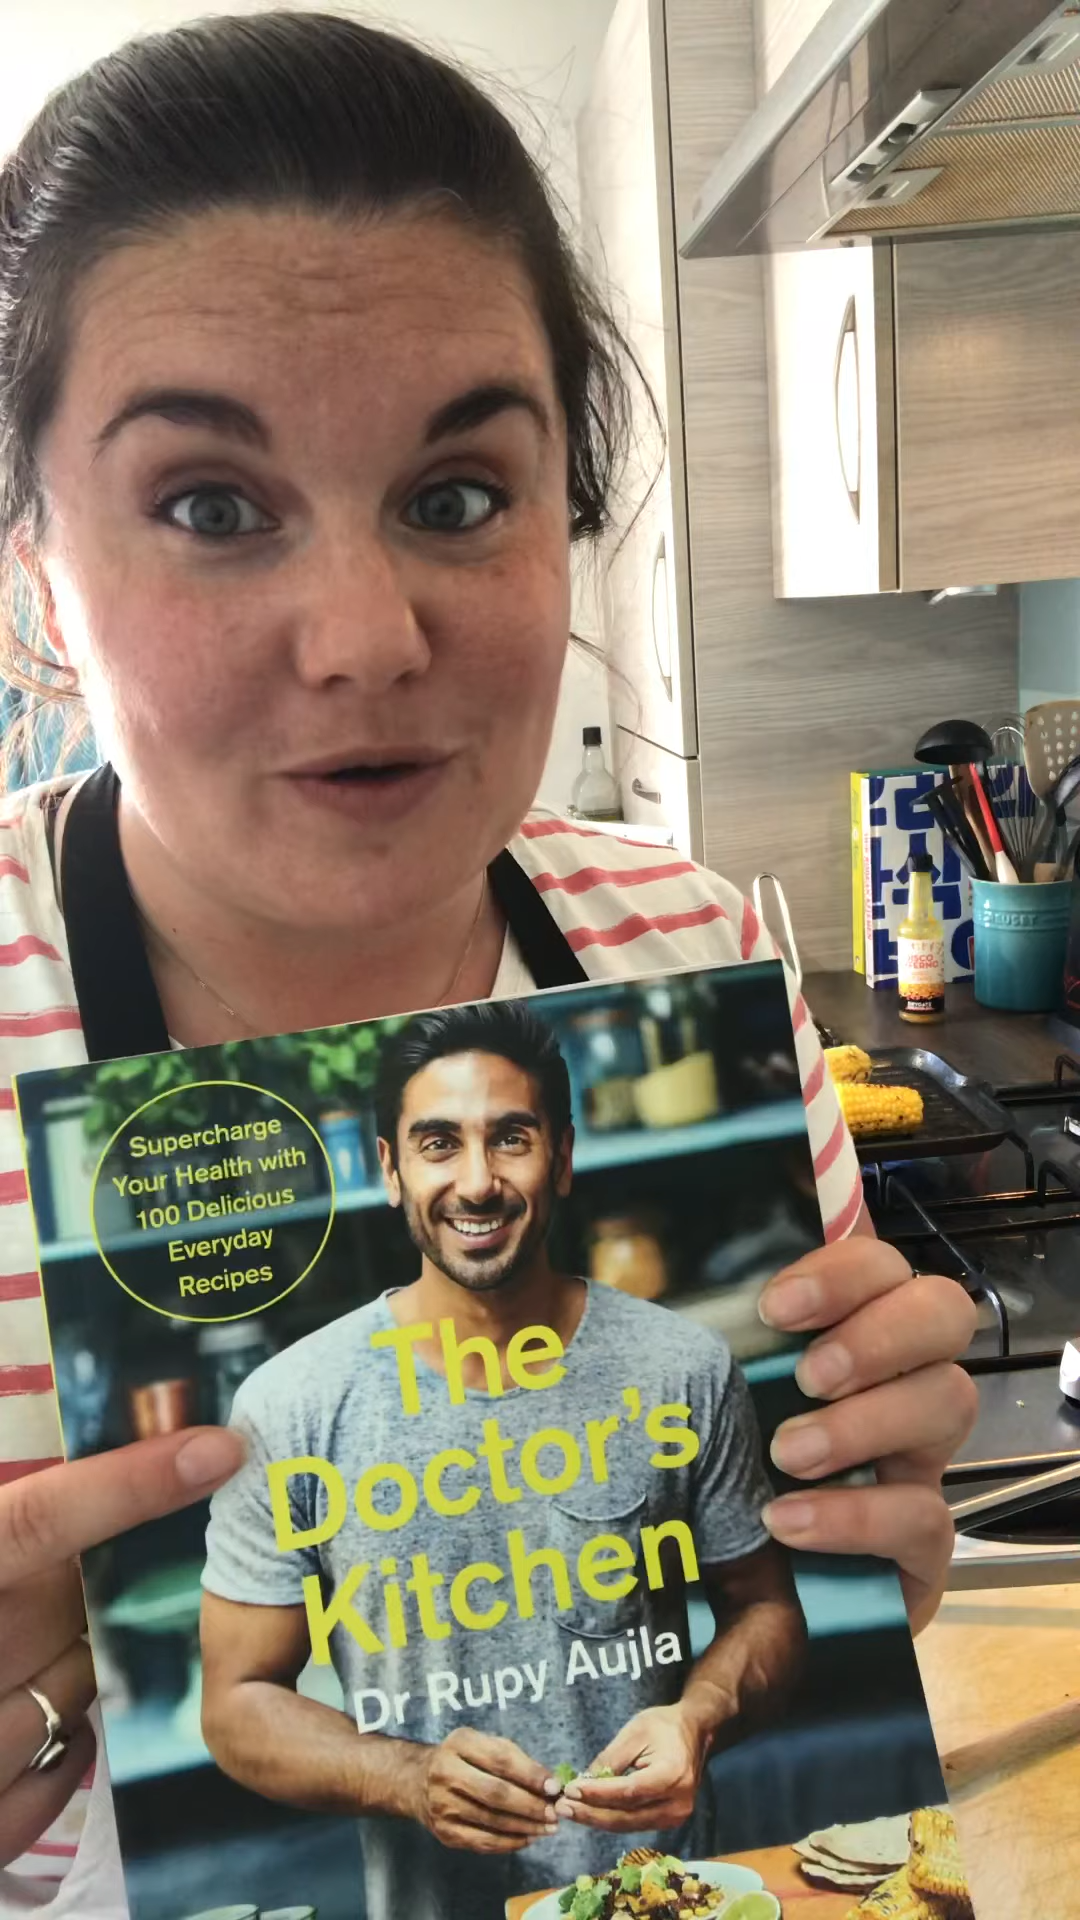 Supercharge
Your Health with
100 Delicious
Everyday
Recipes
The
Doctor's
Kitchen
Dr Rupy Aujla